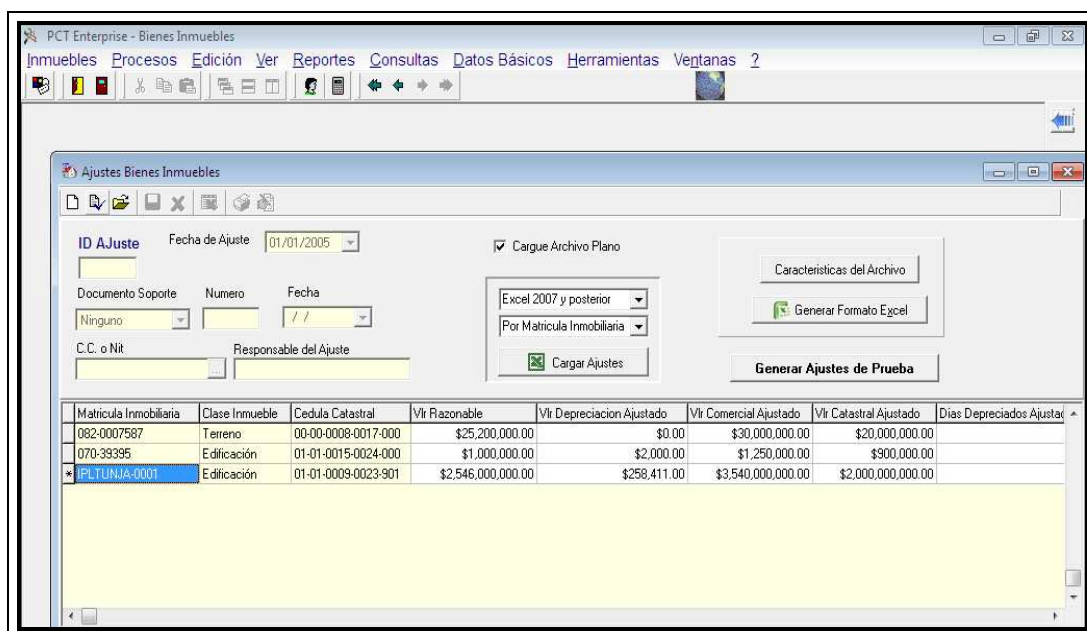 PCT Enterprise - Bienes Inmuebles
Inmuebles Procesos Edición Ver Reportes Consultas Datos Básicos Herramientas Ventanas ?
Ajustes Bienes Inmuebles
ID AJuste Fecha de Ajuste 01/01/2005 Cargue Archivo Plano
Caracteristicas del Archivo
Documento Soporte Numero Fecha Excel 2007 y posterior
Ninguno / / Por Matricula Inmobiliaria Generar Formato Excel
C.C. o Nit Responsable del Ajuste Cargar Ajustes Generar Ajustes de Prueba
...
Matricula Inmobiliaria Clase Inmueble Cedula Catastral Vlr Razonable Vlr Depreciacion Ajustado Vlr Comercial Ajustado Vlr Catastral Ajustado Dias Depreciados Ajustad
082-0007587 Terreno 00-00-0008-0017-000 $25,200,000.00 $0.00 $30,000,000.00 $20,000,000.00
070-39395 Edificación 01-01-0015-0024-000 $1,000,000.00 $2,000.00 $1,250,000.00 $900,000.00
* IPLTUNJA-0001 Edificación 01-01-0009-0023-901 $2,546,000,000.00 $258,411.00 $3,540,000,000.00 $2,000,000,000.00